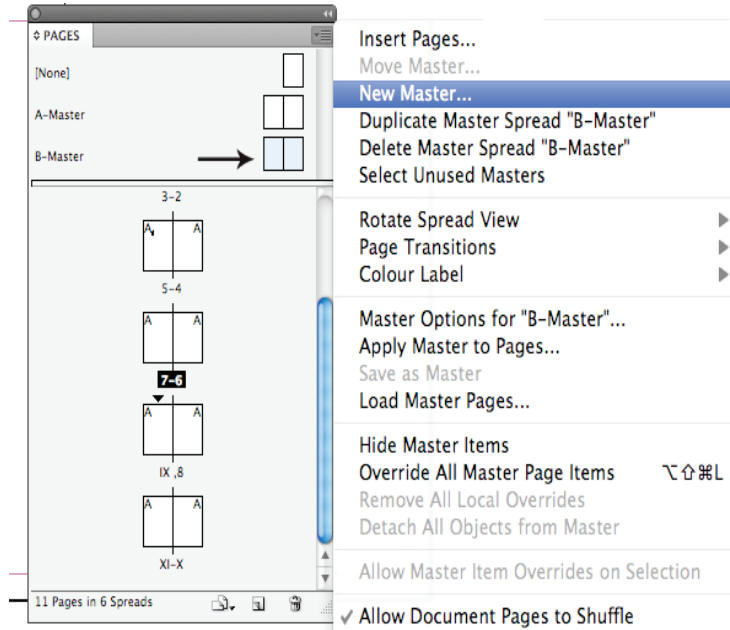 PAGES
[None]
A-Master
B-Master
3-2
A A
5-4
A A
7-6
A A
IX ,8
A A
XI-X
11 Pages in 6 Spreads
Insert Pages...
Move Master...
New Master...
Duplicate Master Spread "B-Master"
Delete Master Spread "B-Master"
Select Unused Masters
Rotate Spread View
Page Transitions
Colour Label
Master Options for "B-Master"...
Apply Master to Pages...
Save as Master
Load Master Pages...
Hide Master Items
Override All Master Page Items ⌥⇧⌘L
Remove All Local Overrides
Detach All Objects from Master
Allow Master Item Overrides on Selection
✓ Allow Document Pages to Shuffle